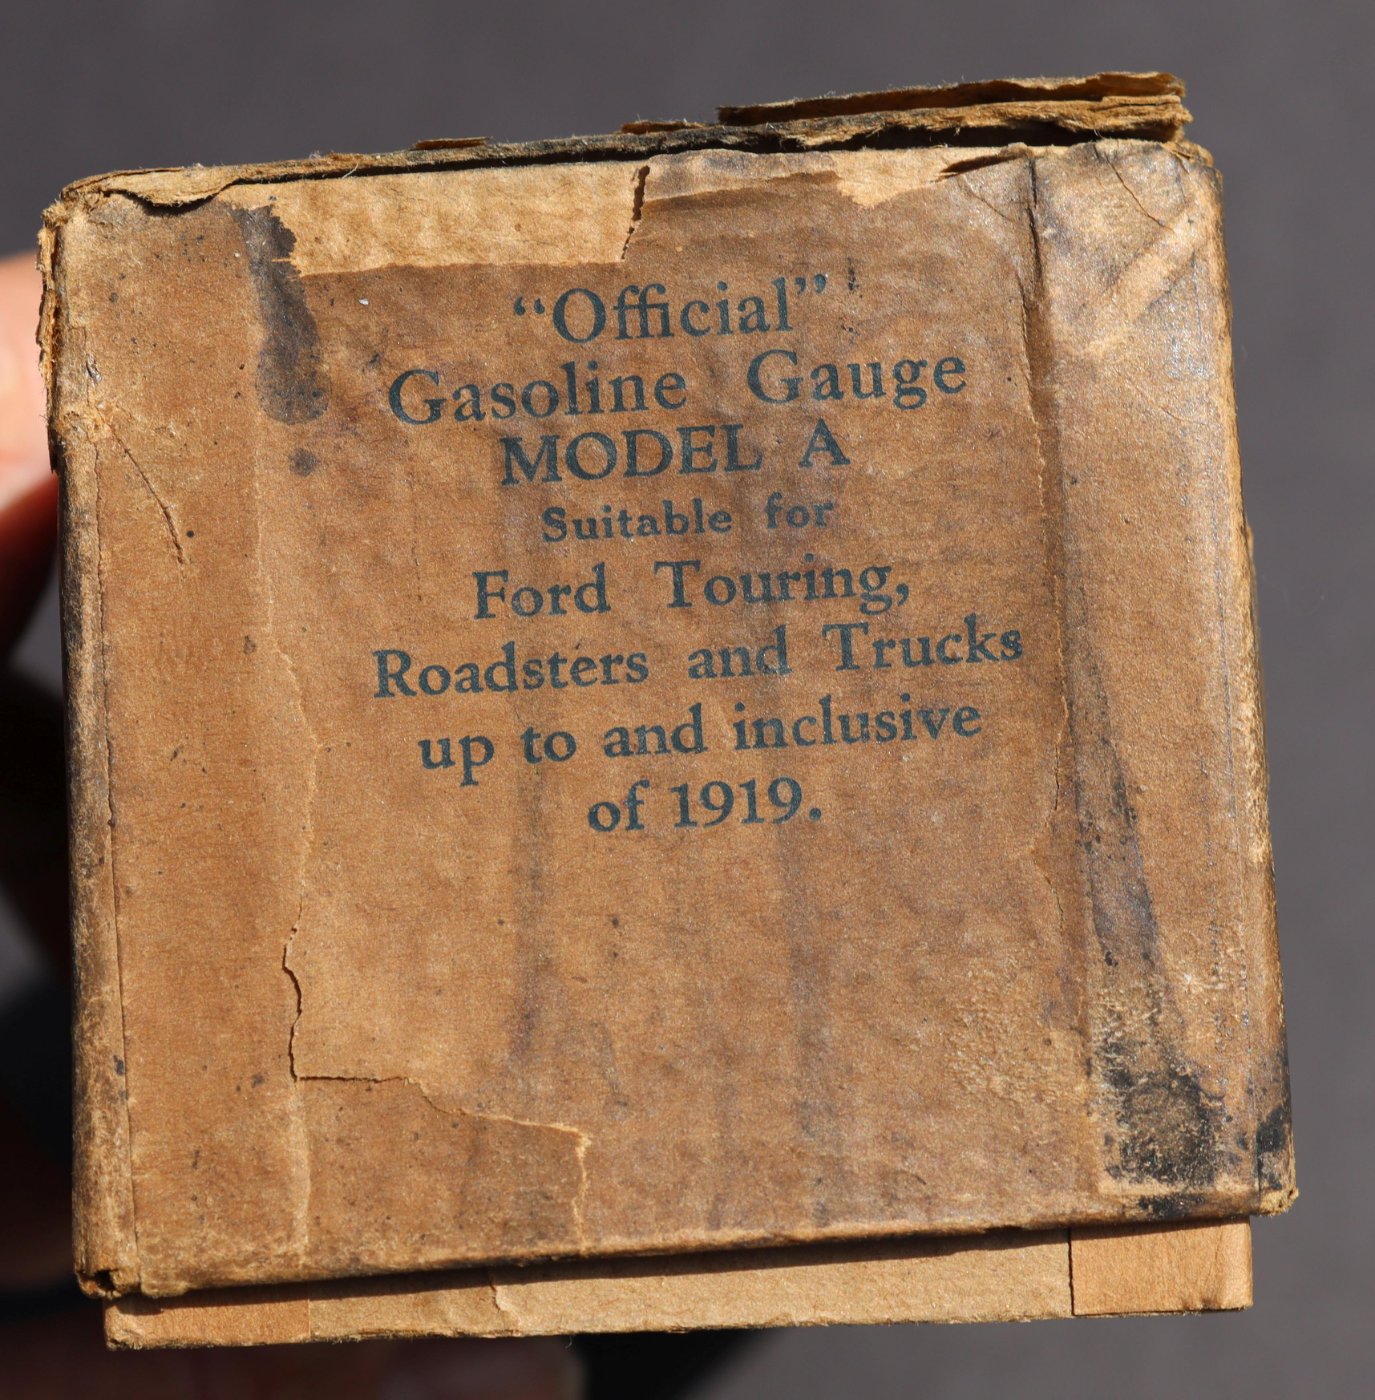 “Official”
Gasoline Gauge
MODEL A
Suitable for
Ford Touring,
Roadsters and Trucks
up to and inclusive
of 1919.